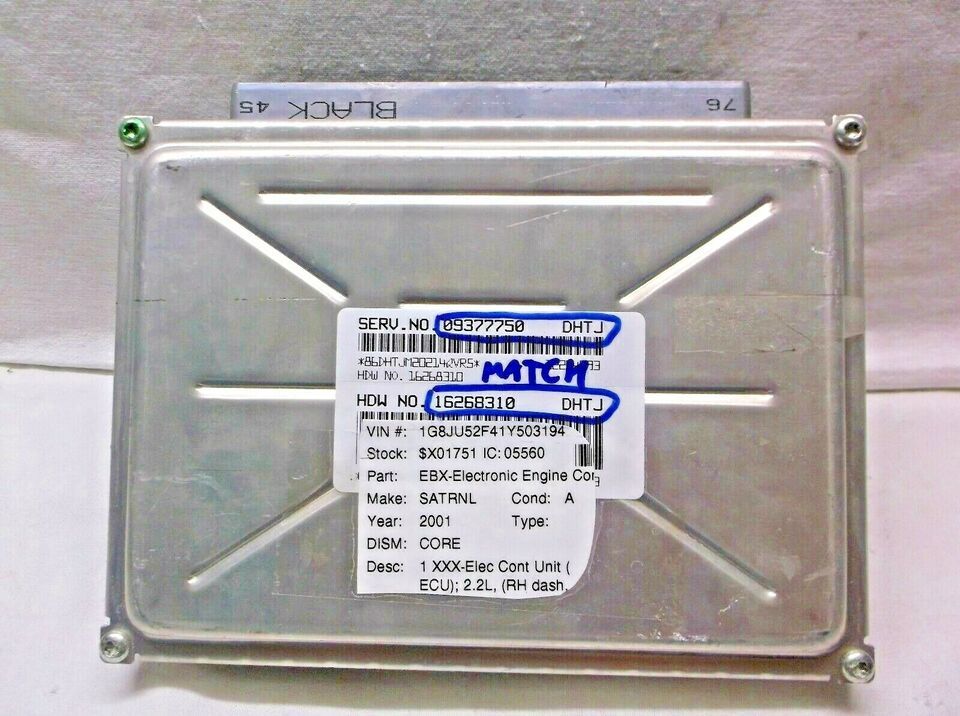 BLACK 45
76
SERV.NO. 09377750 DHTJ
*86DHTJM20214QVR5*
HDW NO. 16268310
MATCH
HDW NO. 16268310 DHTJ
VIN #: 1G8JU52F41Y503194
Stock: $X01751 IC: 05560
Part: EBX-Electronic Engine Con
Make: SATRNL Cond: A
Year: 2001 Type:
DISM: CORE
Desc: 1 XXX-Elec Cont Unit (
ECU); 2.2L, (RH dash,